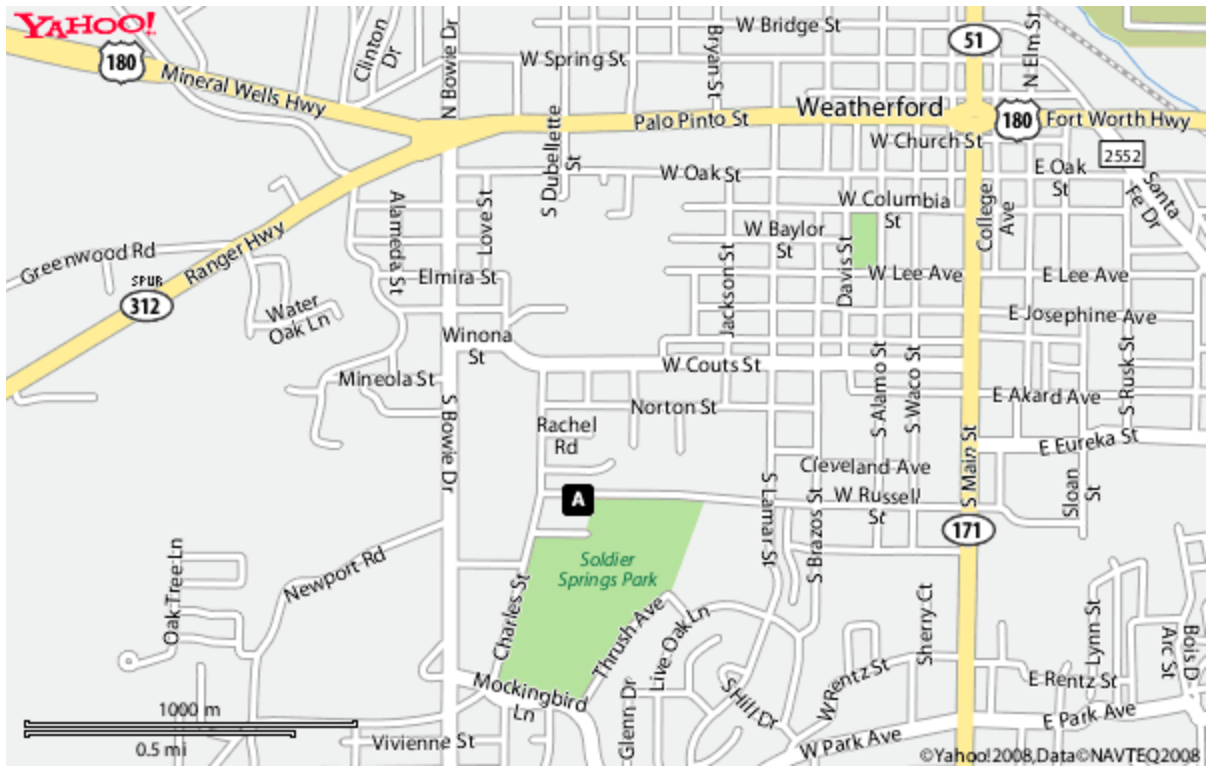 YAHOO!
W Bridge St
51
N Elm St
180
Clinton
Dr
N Bowie Dr
W Spring St
Bryan St
Mineral Wells Hwy
Weatherford
Palo Pinto St
180
Fort Worth Hwy
W Church St
2552
S Dubellette
St
W Oak St
E Oak
St
Santa
Fe Dr
Alameda St
Love St
W Columbia
St
College
Ave
Greenwood Rd
Ranger Hwy
W Baylor
St
Davis St
Jackson St
SPUR
312
Elmira St
W Lee Ave
E Lee Ave
Water
Oak Ln
E Josephine Ave
Winona
St
W Couts St
S Alamo St
S Waco St
S Rusk St
Mineola St
S Bowie Dr
Norton St
E Akard Ave
Rachel
Rd
S Main St
E Eureka St
Cleveland Ave
A
S Lamar St
S Brazos St
W Russell
St
Sloan
St
171
Oak Tree Ln
Newport Rd
Soldier
Springs Park
Charles St
Thrush Ave
Live Oak Ln
Sherry Ct
Lynn St
Arc St
Bois D
Mockingbird
Ln
Glenn Dr
S Hill Dr
W Rentz St
E Rentz St
1000 m
0.5 mi
Vivienne St
W Park Ave
E Park Ave
©Yahoo!2008,Data©NAVTEQ2008